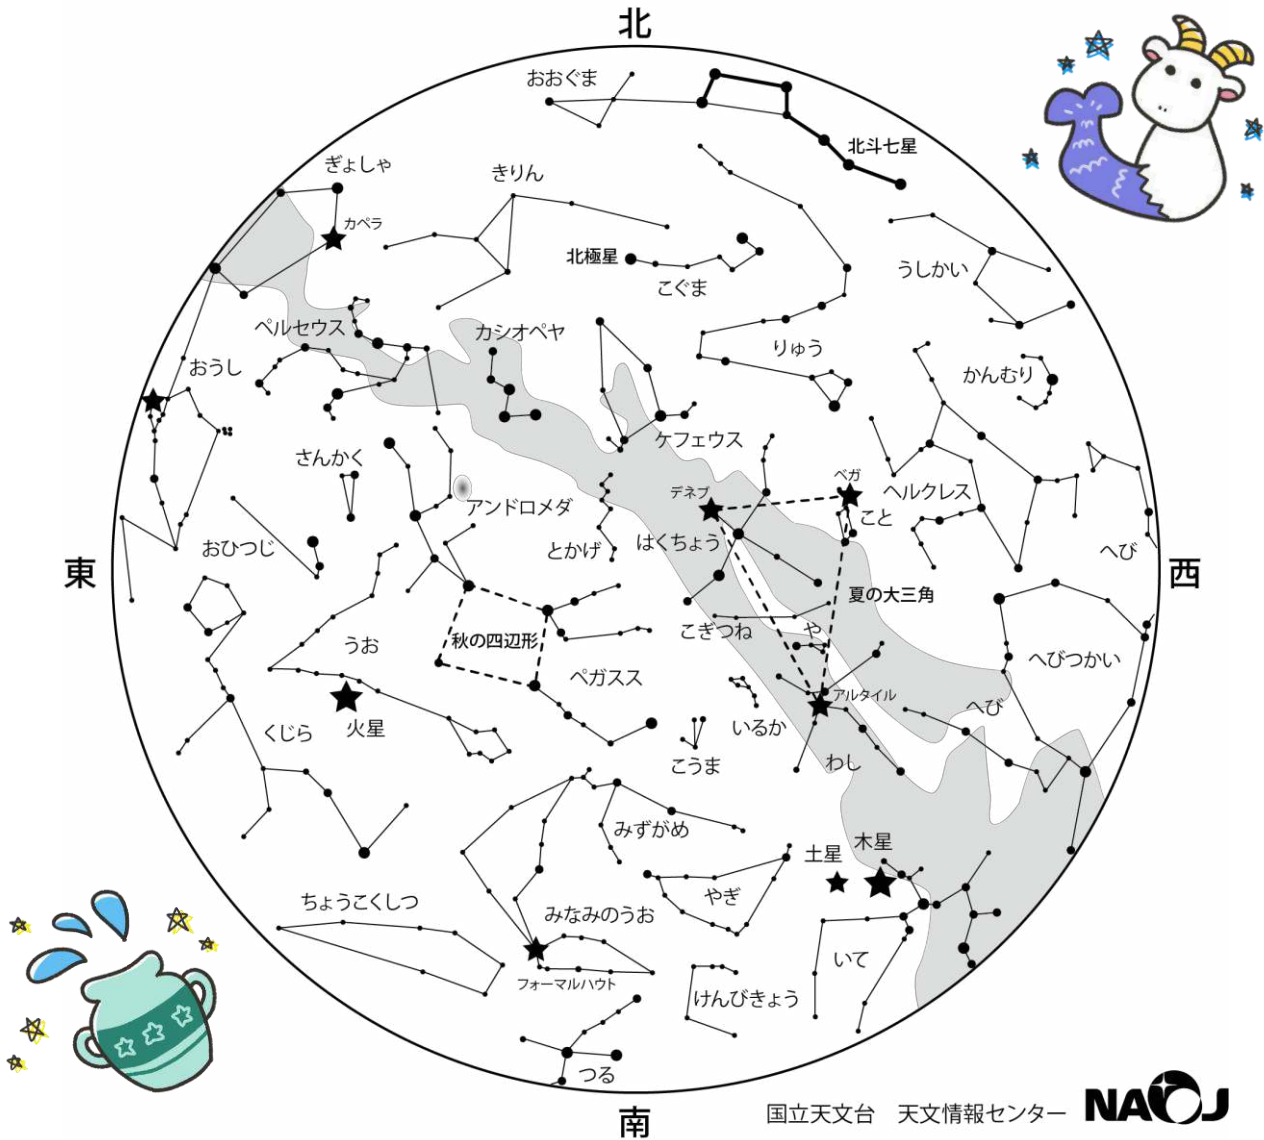 北
おおぐま
北斗七星
ぎょしゃ
きりん
カペラ
北極星
こぐま
うしかい
ペルセウス
カシオペヤ
りゅう
おうし
かんむり
ケフェウス
さんかく
ベガ
デネブ
ヘルクレス
アンドロメダ
こと
おひつじ
とかげ
はくちょう
へび
東
西
夏の大三角
こぎつね
や
うお
秋の四辺形
へびつかい
ペガスス
アルタイル
へび
くじら
火星
いるか
こうま
わし
みずがめ
土星
木星
ちょうこくしつ
やぎ
みなみのうお
いて
フォーマルハウト
けんびきょう
つる
南
国立天文台 天文情報センター
NAOJ